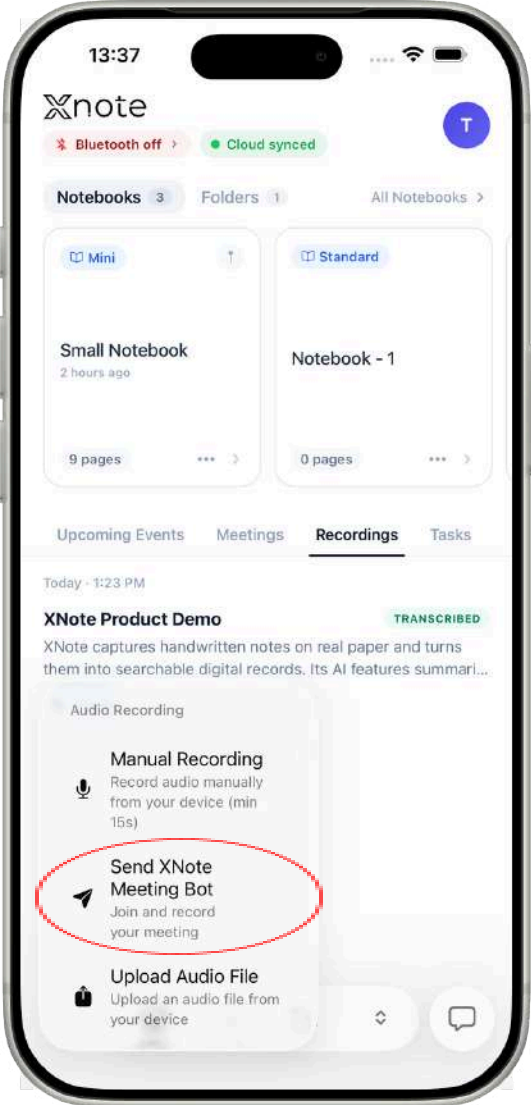 13:37
Xnote
T
Bluetooth off
Cloud synced
Notebooks 3
Folders 1
All Notebooks
Mini
Small Notebook
2 hours ago
9 pages
Standard
Notebook - 1
0 pages
Upcoming Events
Meetings
Recordings
Tasks
Today · 1:23 PM
XNote Product Demo
TRANSCRIBED
XNote captures handwritten notes on real paper and turns
them into searchable digital records. Its AI features summari...
Audio Recording
Manual Recording
Record audio manually
from your device (min
15s)
Send XNote
Meeting Bot
Join and record
your meeting
Upload Audio File
Upload an audio file from
your device